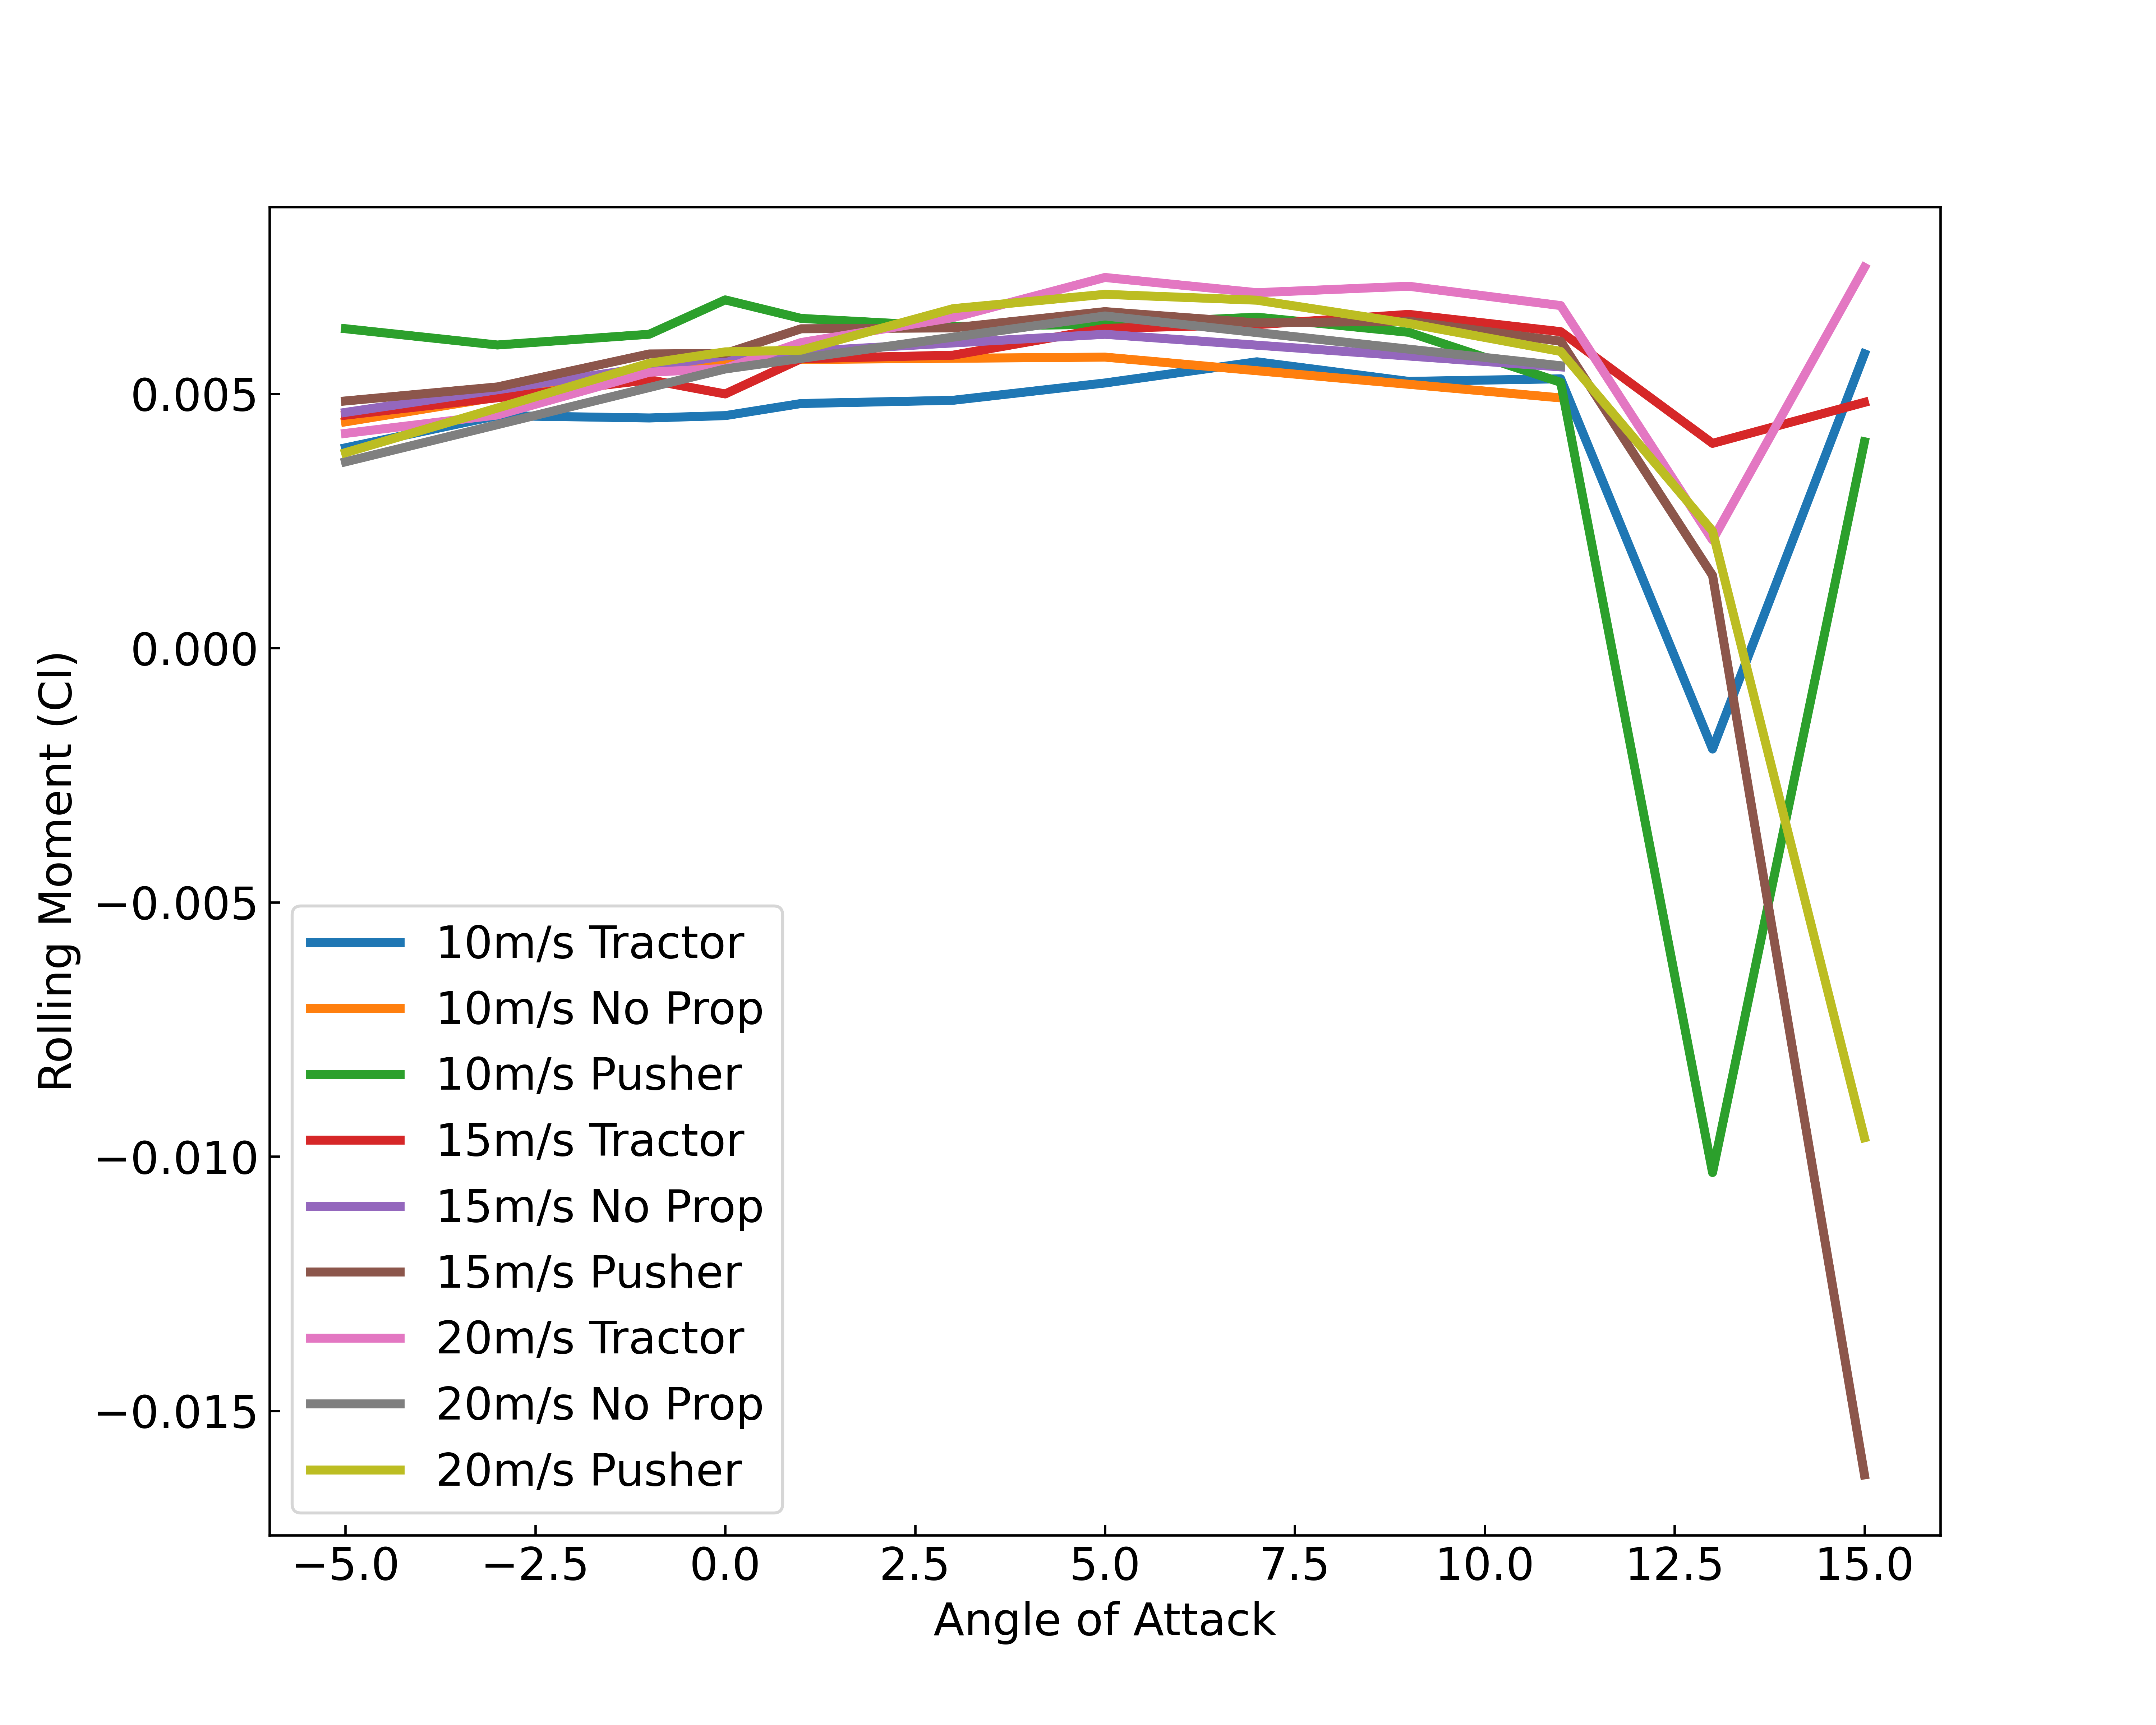 0.005
0.000
−0.005
−0.010
−0.015
Rolling Moment (Cl)
10m/s Tractor
10m/s No Prop
10m/s Pusher
15m/s Tractor
15m/s No Prop
15m/s Pusher
20m/s Tractor
20m/s No Prop
20m/s Pusher
−5.0 −2.5 0.0 2.5 5.0 7.5 10.0 12.5 15.0
Angle of Attack